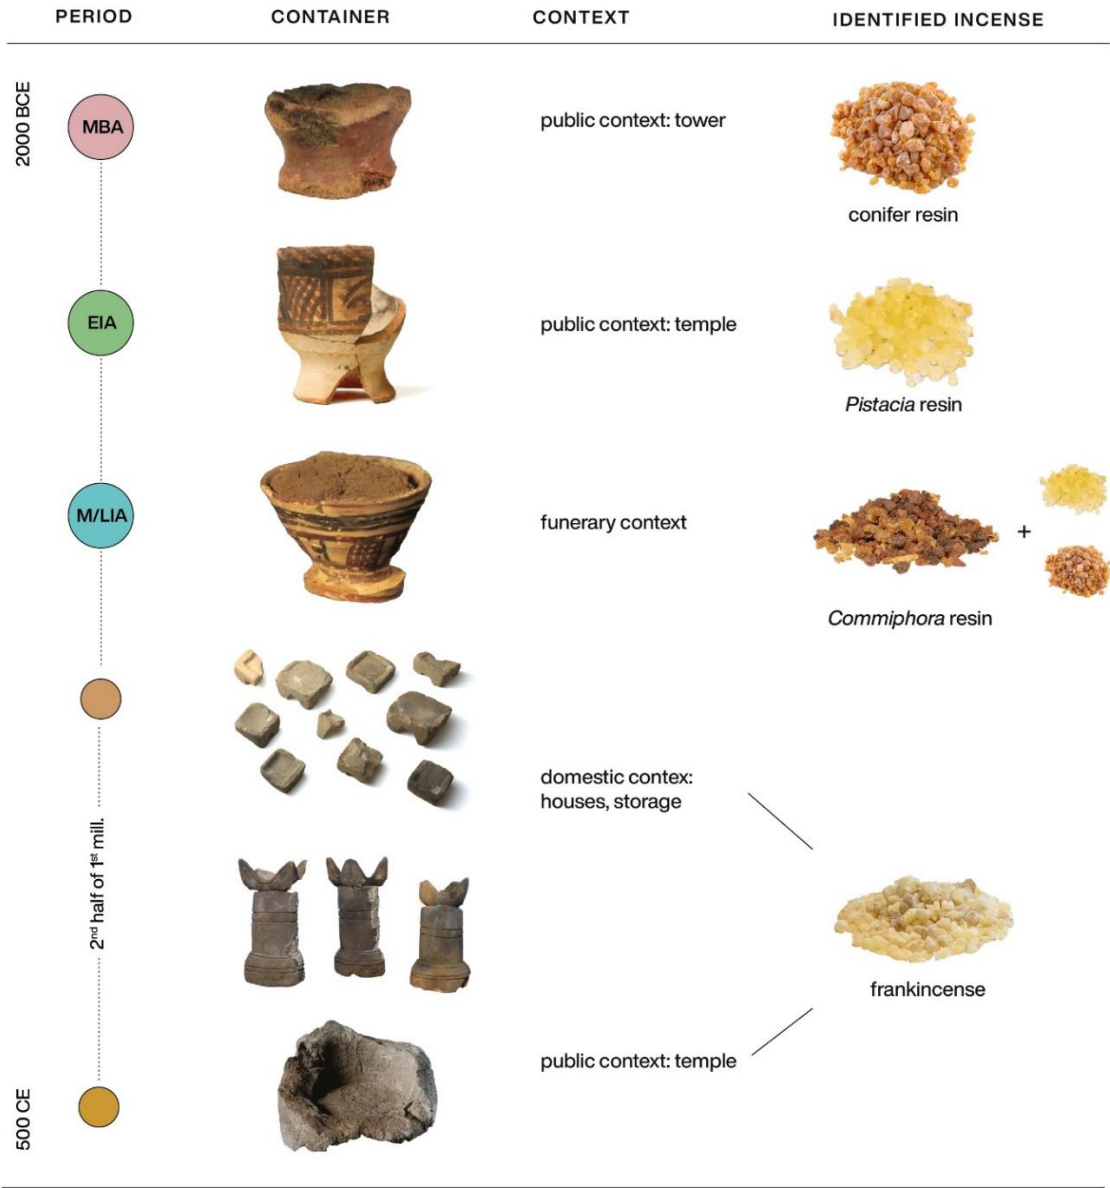 PERIOD CONTAINER CONTEXT IDENTIFIED INCENSE
2000 BCE
MBA
public context: tower
conifer resin
EIA
public context: temple
Pistacia resin
M/LIA
funerary context
+
Commiphora resin
domestic contex:
houses, storage
2nd half of 1st mill.
frankincense
public context: temple
500 CE